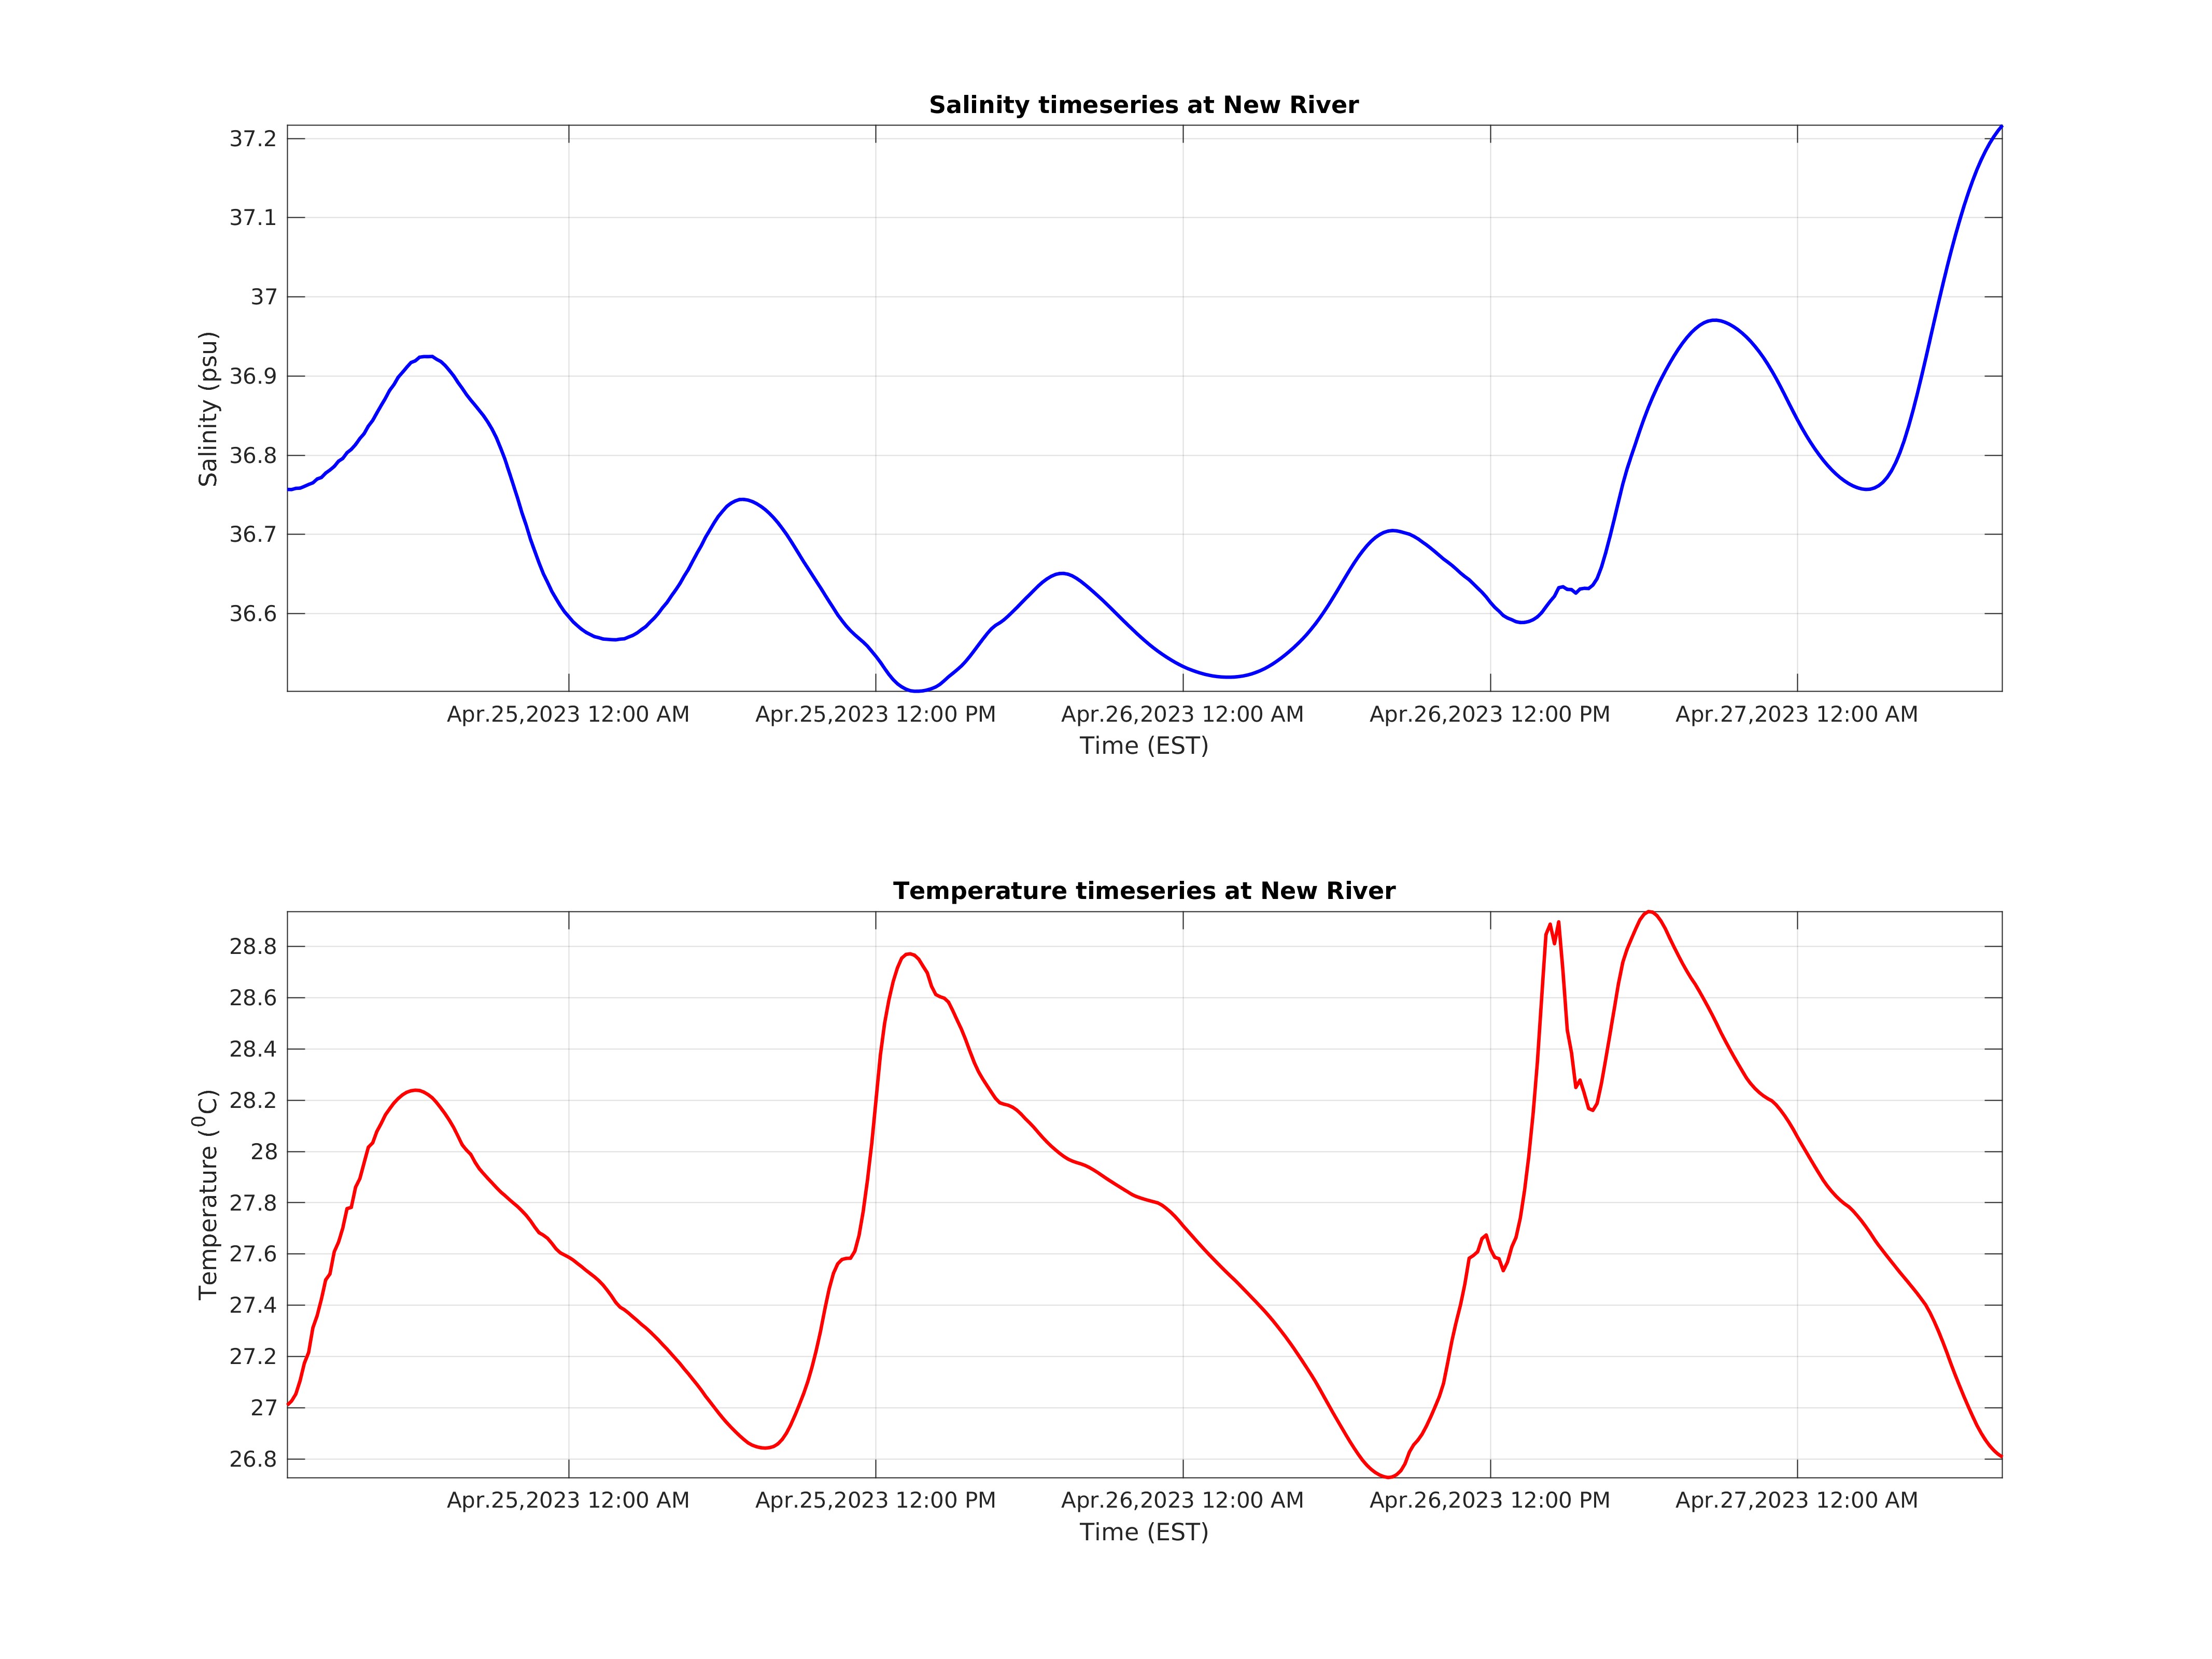 Salinity timeseries at New River
37.2
37.1
37
36.9
36.8
36.7
36.6
Salinity (psu)
Apr.25,2023 12:00 AM Apr.25,2023 12:00 PM Apr.26,2023 12:00 AM Apr.26,2023 12:00 PM Apr.27,2023 12:00 AM
Time (EST)
Temperature timeseries at New River
28.8
28.6
28.4
28.2
28
27.8
27.6
27.4
27.2
27
26.8
Temperature (⁰C)
Apr.25,2023 12:00 AM Apr.25,2023 12:00 PM Apr.26,2023 12:00 AM Apr.26,2023 12:00 PM Apr.27,2023 12:00 AM
Time (EST)